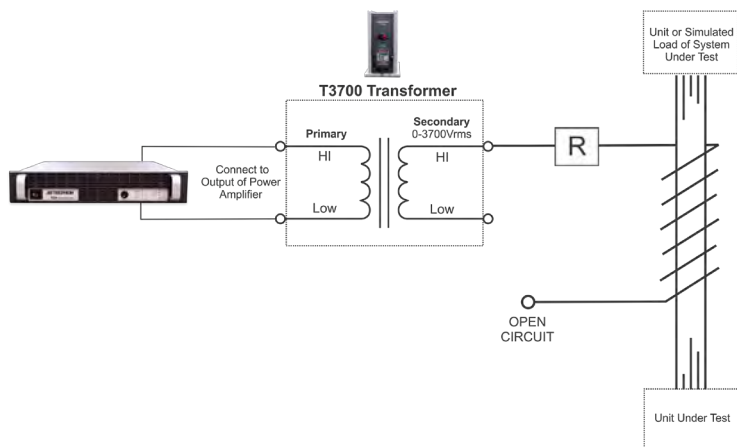 Unit or Simulated
Load of System
Under Test
T3700 Transformer
Primary
Secondary
0-3700Vrms
HI
HI
R
Connect to
Output of Power
Amplifier
Low
Low
OPEN
CIRCUIT
Unit Under Test